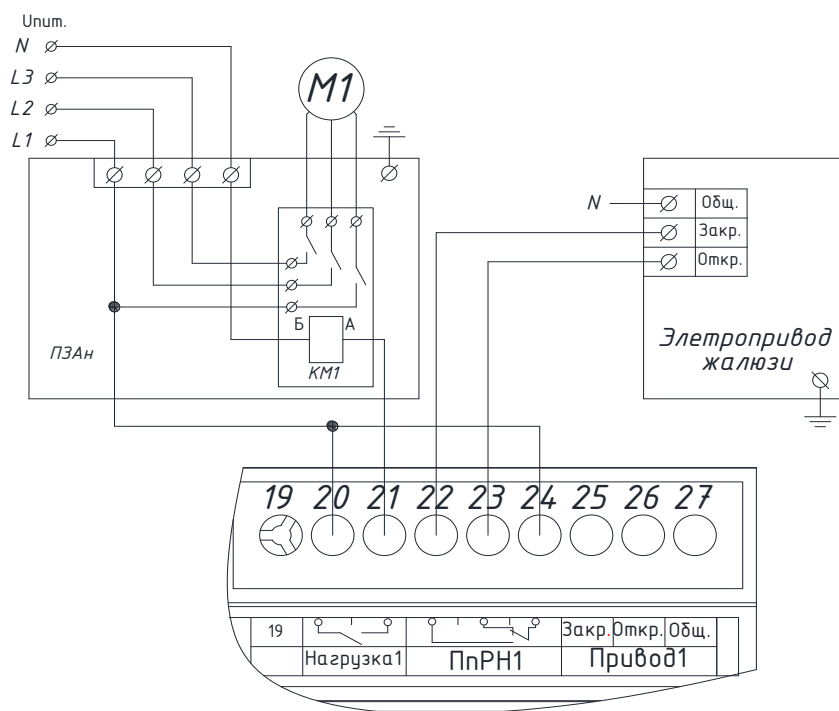 Uпит.
N
L3
L2
L1
M1
N
Общ.
Закр.
Откр.
Б
А
KM1
ПЗАн
Элетропривод
жалюзи
19 20 21 22 23 24 25 26 27
19
Закр. Откр. Общ.
Нагрузка1 ПпРН1 Привод1